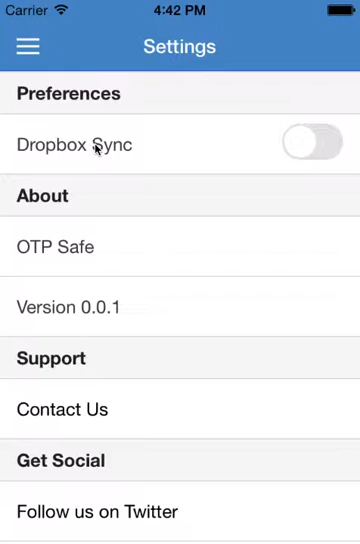 Carrier 4:42 PM
Settings
Preferences
Dropbox Sync
About
OTP Safe
Version 0.0.1
Support
Contact Us
Get Social
Follow us on Twitter